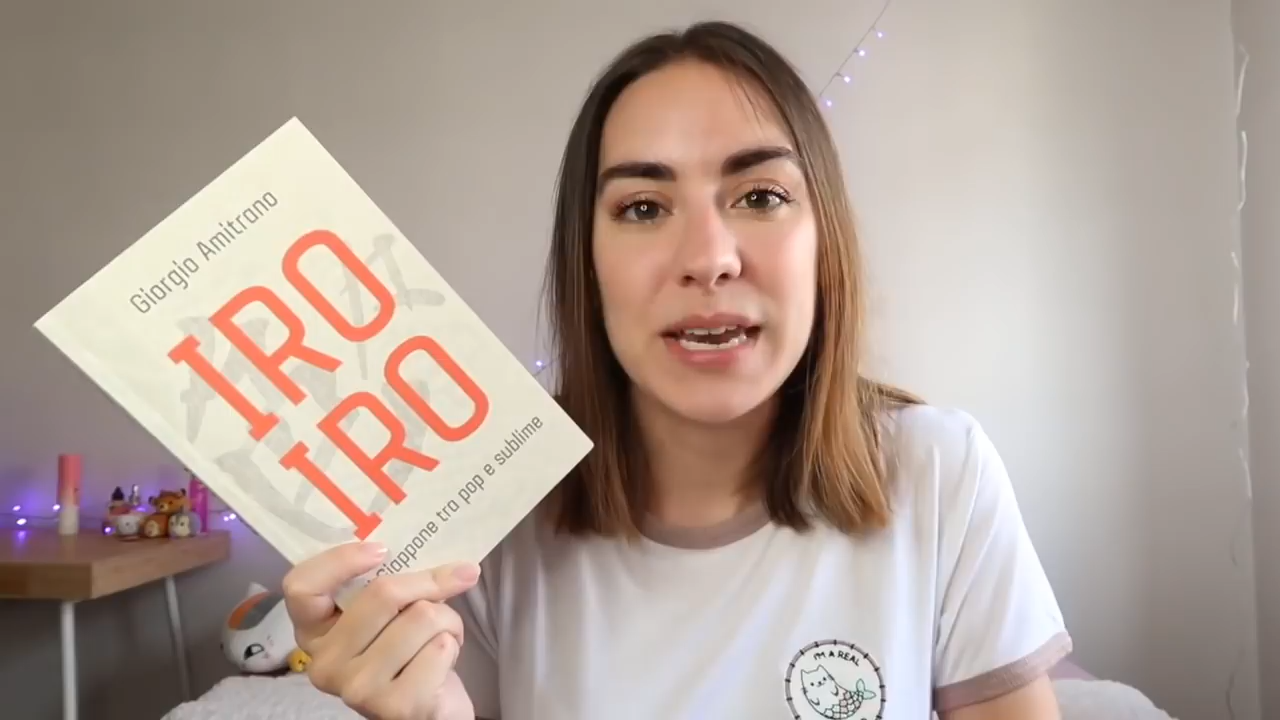 Giorgio Amitrano
IRO
IRO
Giappone tra pop e sublime
I'M A REAL